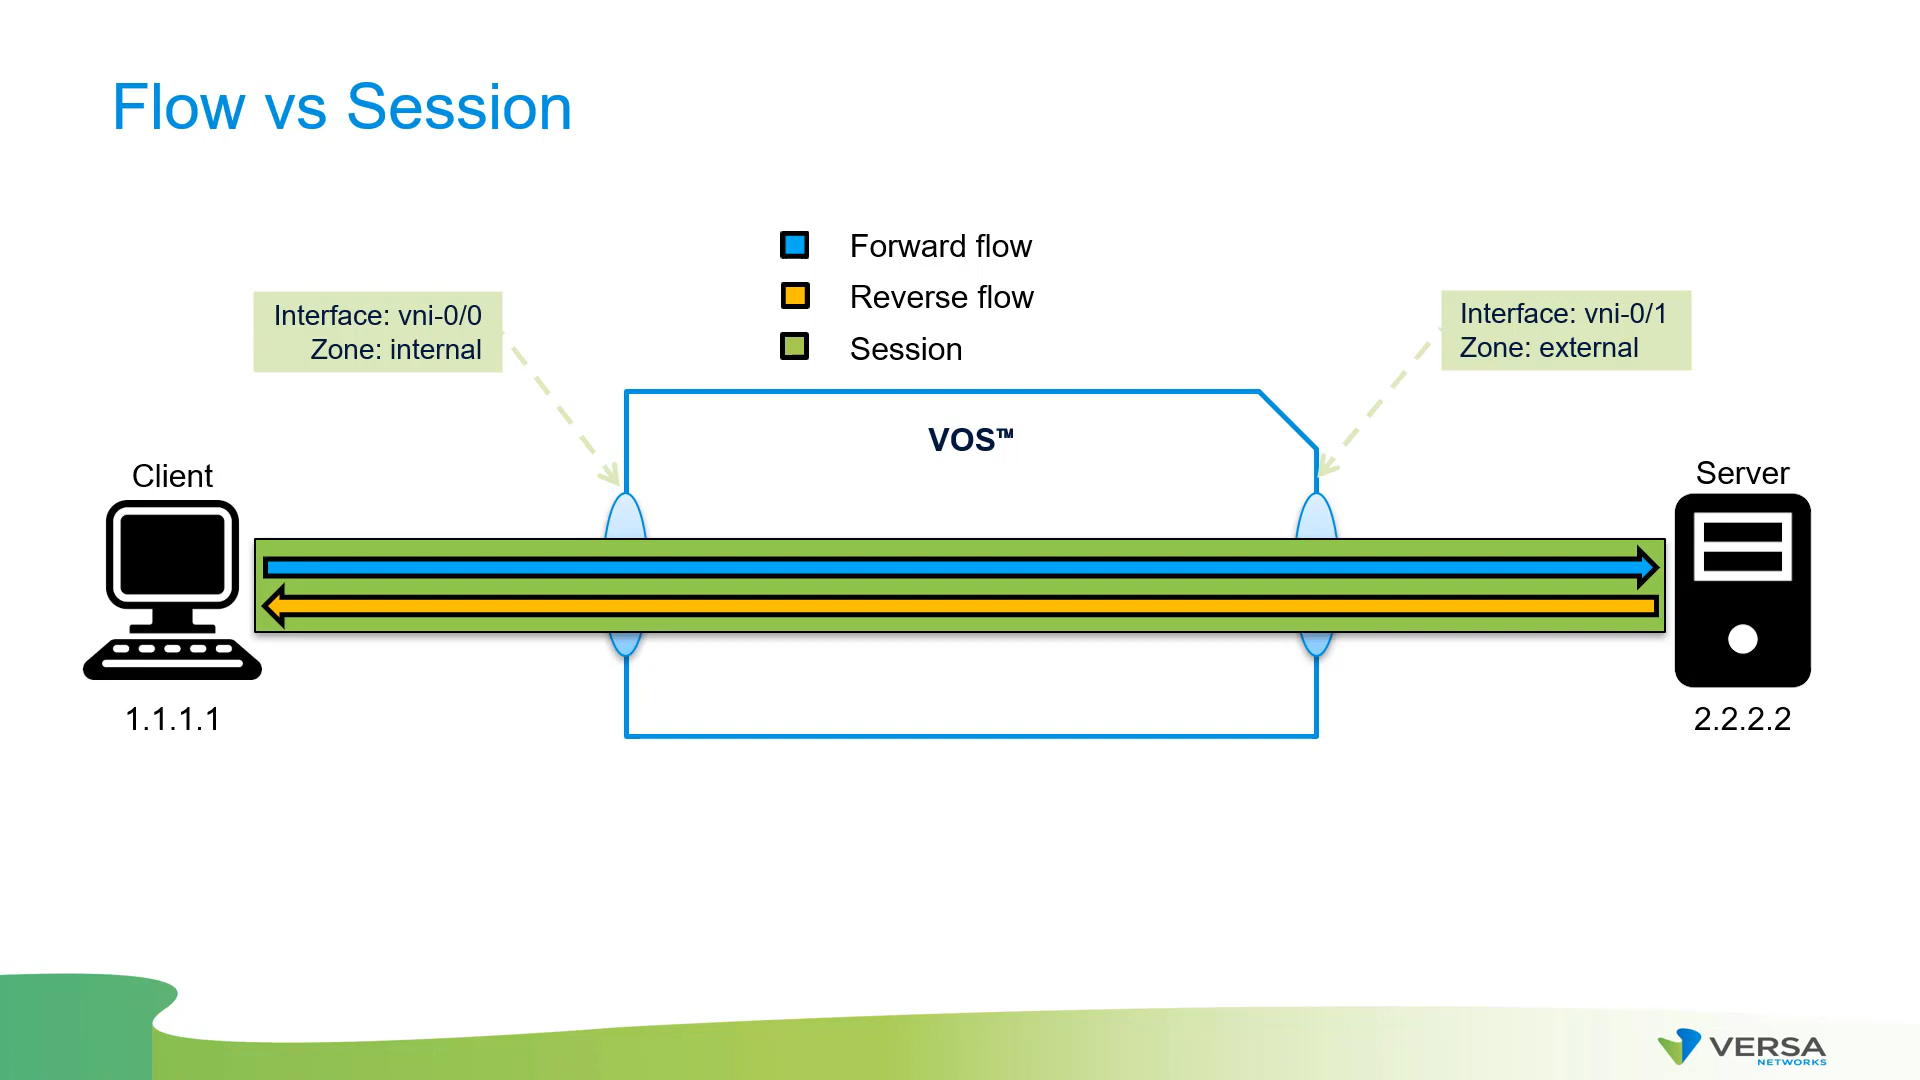 Flow vs Session
Forward flow
Reverse flow
Session
Interface: vni-0/0
Zone: internal
Interface: vni-0/1
Zone: external
VOS™
Client
Server
1.1.1.1
2.2.2.2
VERSA
NETWORKS